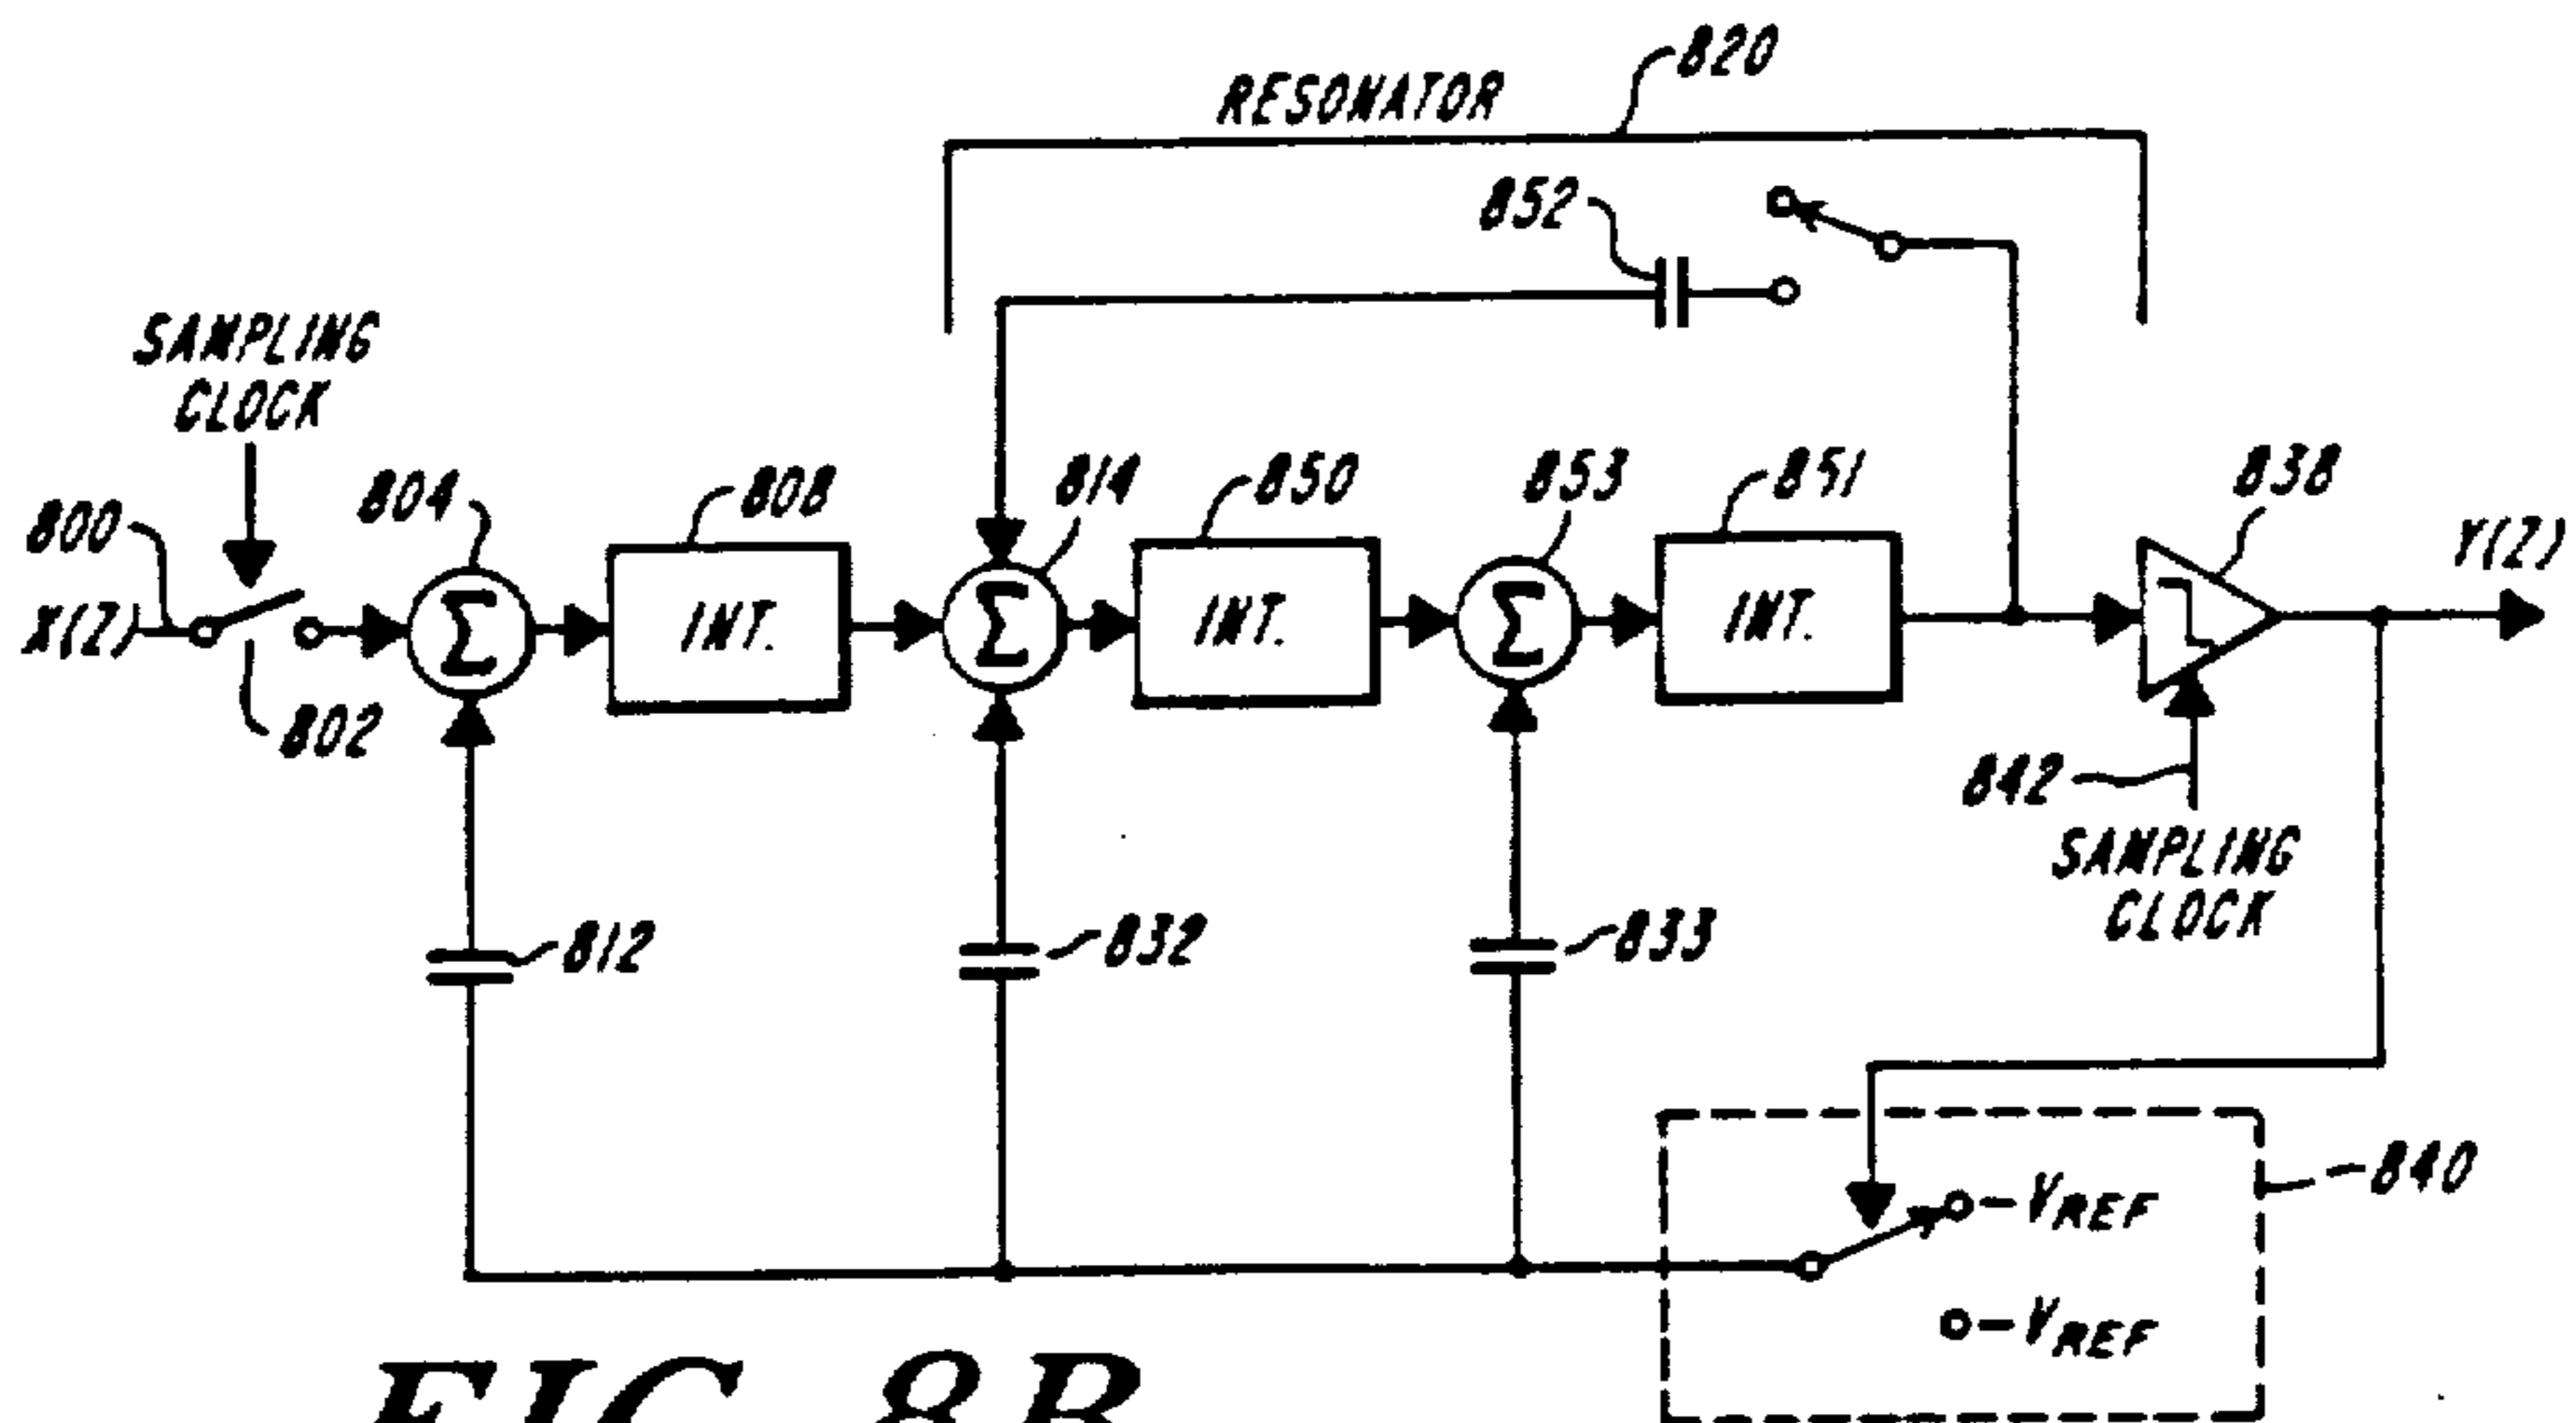 RESONATOR
820
852
SAMPLING
CLOCK
800
804
808
814
850
853
851
838
X(Z)
Σ
INT.
Σ
INT.
Σ
INT.
Y(Z)
802
842
SAMPLING
CLOCK
812
832
833
840
-VREF
-VREF
FIG. 8B